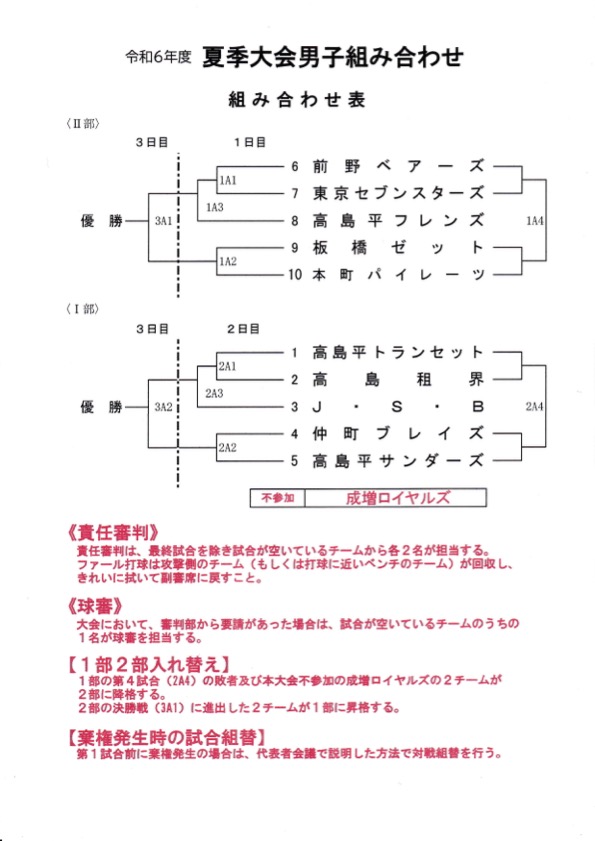 令和6年度 夏季大会男子組み合わせ
組み合わせ表
〈Ⅱ部〉
3日目 1日目
6 前野ベアーズ
1A1
7 東京セブンスターズ
1A3
1A4
優勝 3A1 8 高島平フレンズ
9 板橋ゼット
1A2
10 本町パイレーツ
〈Ⅰ部〉
3日目 2日目
1 高島平トランセット
2A1
2 高島租界
2A3
優勝 3A2 3 J・S・B 2A4
4 仲町ブレイズ
2A2
5 高島平サンダーズ
不参加 成増ロイヤルズ
《責任審判》
責任審判は、最終試合を除き試合が空いているチームから各2名が担当する。
ファール打球は攻撃側のチーム（もしくは打球に近いベンチのチーム）が回収し、
きれいに拭いて副審席に戻すこと。
《球審》
大会において、審判部から要請があった場合は、試合が空いているチームのうちの
1名が球審を担当する。
【1部2部入れ替え】
1部の第4試合（2A4）の敗者及び本大会不参加の成増ロイヤルズの2チームが
2部に降格する。
2部の決勝戦（3A1）に進出した2チームが1部に昇格する。
【棄権発生時の試合組替】
第1試合前に棄権発生の場合は、代表者会議で説明した方法で対戦組替を行う。